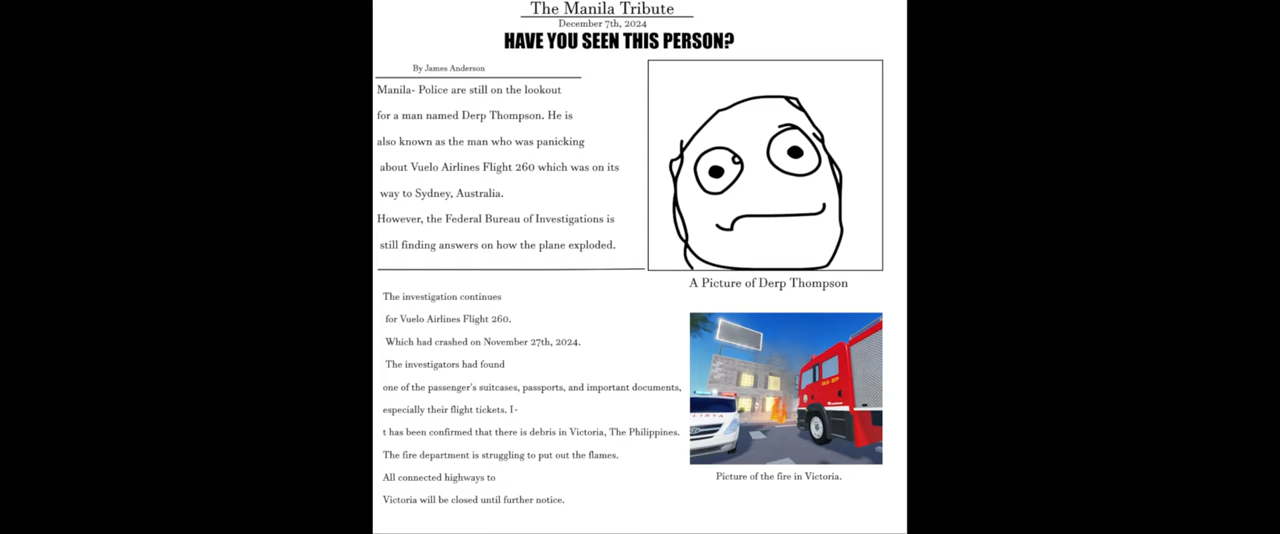 The Manila Tribute
December 7th, 2024
HAVE YOU SEEN THIS PERSON?
By James Anderson
Manila- Police are still on the lookout
for a man named Derp Thompson. He is
also known as the man who was panicking
about Vuelo Airlines Flight 260 which was on its
way to Sydney, Australia.
However, the Federal Bureau of Investigations is
still finding answers on how the plane exploded.
A Picture of Derp Thompson
The investigation continues
for Vuelo Airlines Flight 260.
Which had crashed on November 27th, 2024.
The investigators had found
one of the passenger's suitcases, passports, and important documents,
especially their flight tickets. I-
t has been confirmed that there is debris in Victoria, The Philippines.
The fire department is struggling to put out the flames.
All connected highways to
Victoria will be closed until further notice.
Picture of the fire in Victoria.